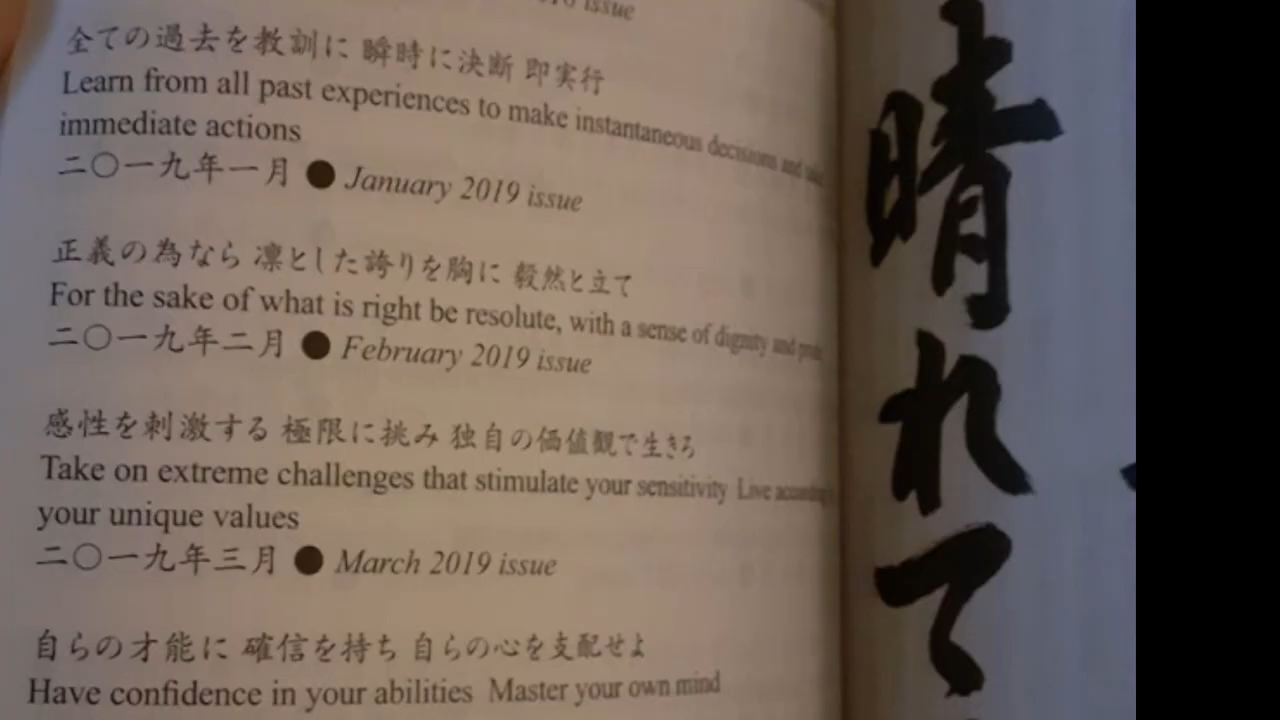 issue
全ての過去を教訓に 瞬時に決断 即実行
Learn from all past experiences to make instantaneous decisions and
immediate actions
二〇一九年一月 ● January 2019 issue
正義の為なら 凛とした誇りを胸に 毅然と立て
For the sake of what is right be resolute, with a sense of dignity and
二〇一九年二月 ● February 2019 issue
感性を刺激する 極限に挑み 独自の価値観で生きろ
Take on extreme challenges that stimulate your sensitivity Live according
your unique values
二〇一九年三月 ● March 2019 issue
自らの才能に 確信を持ち 自らの心を支配せよ
Have confidence in your abilities Master your own mind
晴れて